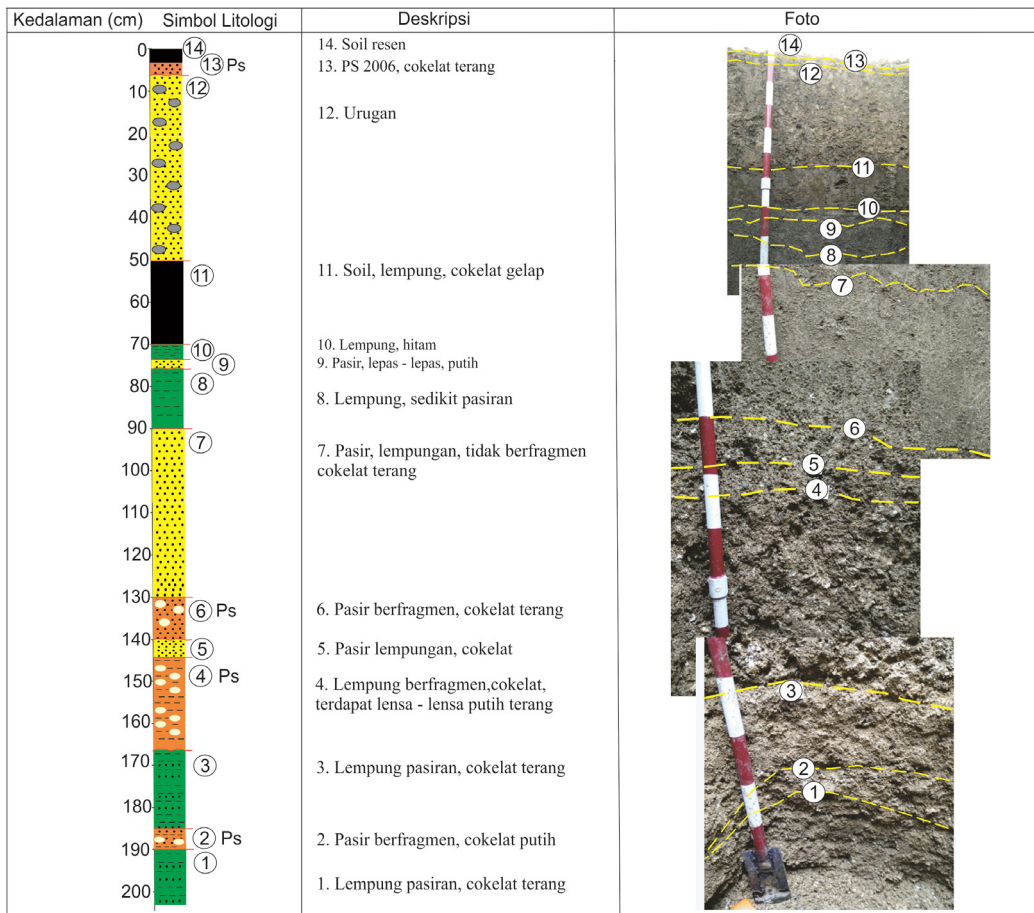 Kedalaman (cm) Simbol Litologi Deskripsi Foto
0 14 14. Soil resen 14
13 Ps 13. PS 2006, cokelat terang 13
12 12
10
12. Urugan
20
30
11
40
10
9
50
8
11 11. Soil, lempung, cokelat gelap
7
60
70
10 10. Lempung, hitam
9 9. Pasir, lepas - lepas, putih
80 8 8. Lempung, sedikit pasiran
90
7 7. Pasir, lempungan, tidak berfragmen
cokelat terang
6
100
5
110
4
120
130
6 Ps 6. Pasir berfragmen, cokelat terang
140
5 5. Pasir lempungan, cokelat
150 4 Ps 4. Lempung berfragmen,cokelat,
terdapat lensa - lensa putih terang
3
160
170 3 3. Lempung pasiran, cokelat terang
2
180
1
2 Ps 2. Pasir berfragmen, cokelat putih
190
1 1. Lempung pasiran, cokelat terang
200